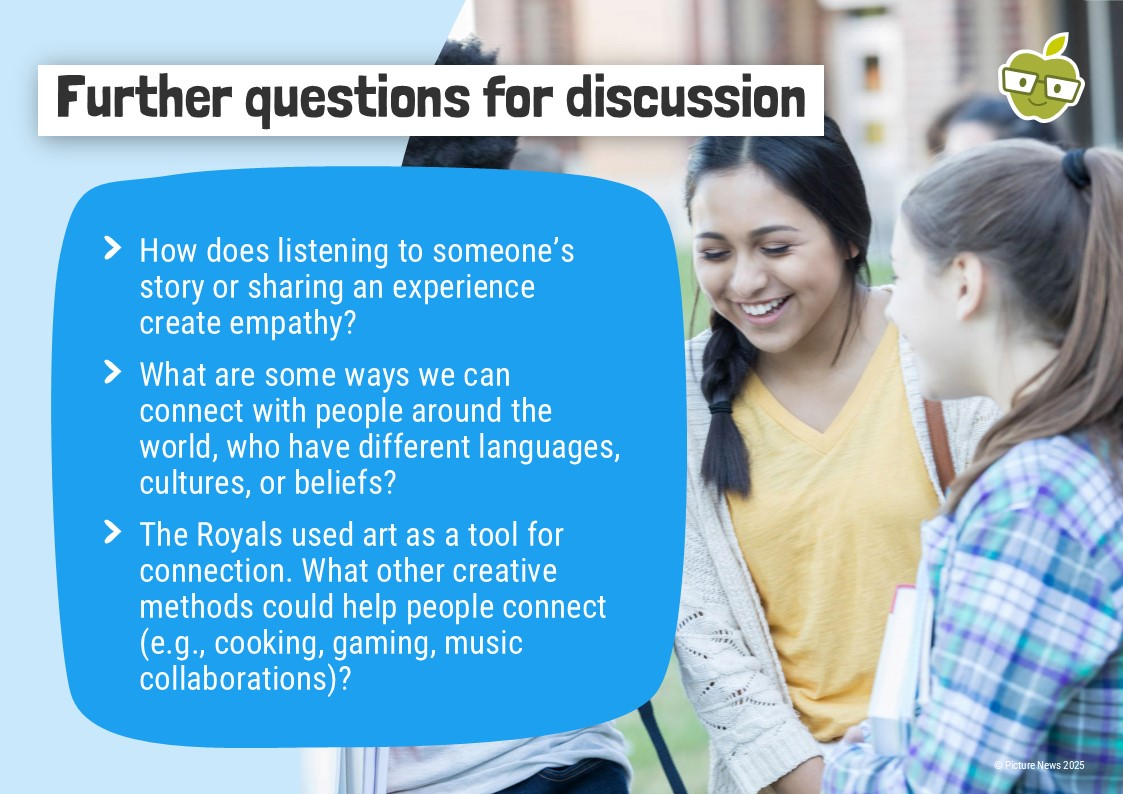 Further questions for discussion
How does listening to someone’s
story or sharing an experience
create empathy?
What are some ways we can
connect with people around the
world, who have different languages,
cultures, or beliefs?
The Royals used art as a tool for
connection. What other creative
methods could help people connect
(e.g., cooking, gaming, music
collaborations)?
© Picture News 2025